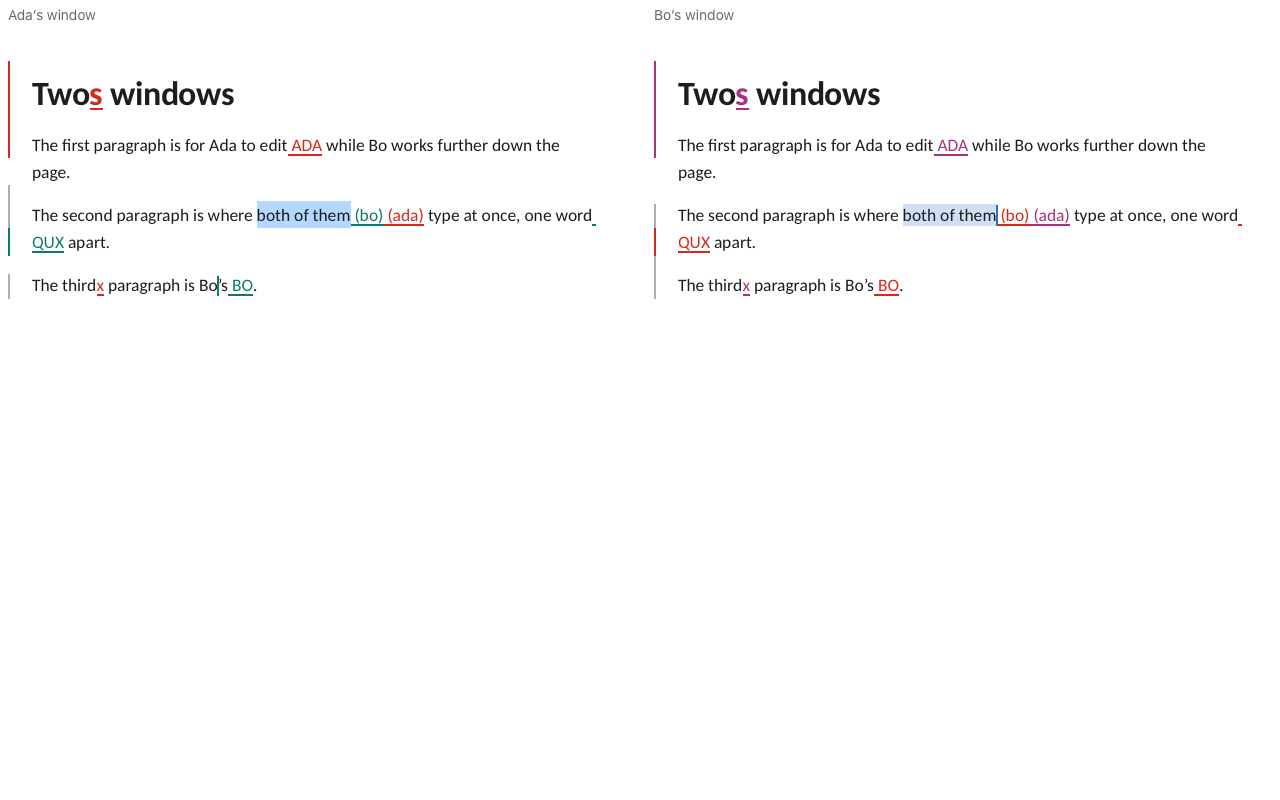 Ada’s window
Twos windows
The first paragraph is for Ada to edit ADA while Bo works further down the
page.
The second paragraph is where both of them (bo) (ada) type at once, one word
QUX apart.
The thirdx paragraph is Bo’s BO.
Bo’s window
Twos windows
The first paragraph is for Ada to edit ADA while Bo works further down the
page.
The second paragraph is where both of them (bo) (ada) type at once, one word
QUX apart.
The thirdx paragraph is Bo’s BO.